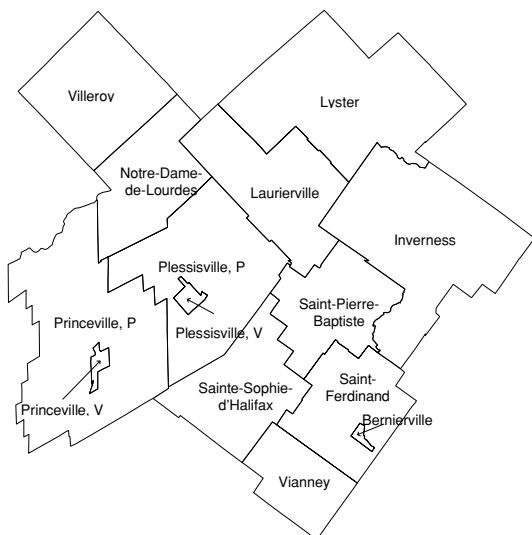 Villeroy
Lyster
Notre-Dame-
de-Lourdes
Laurierville
Inverness
Plessisville, P
Saint-Pierre-
Baptiste
Princeville, P
Plessisville, V
Saint-
Ferdinand
Sainte-Sophie-
d'Halifax
Princeville, V
Bernierville
Vianney